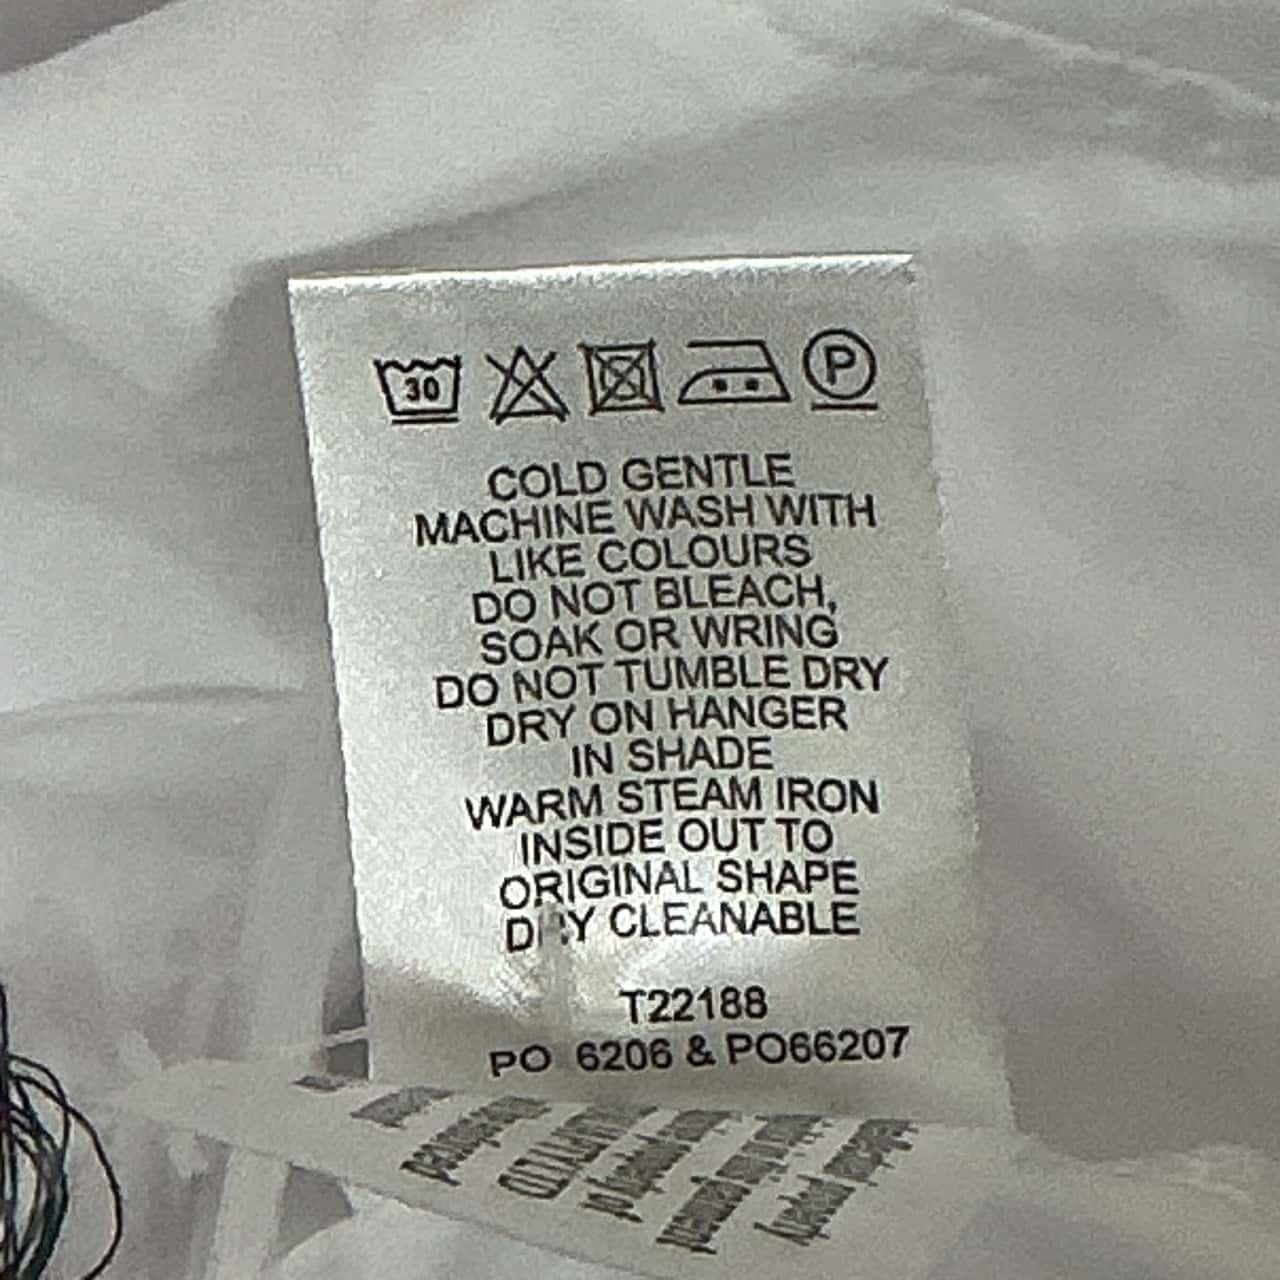 30
P
COLD GENTLE
MACHINE WASH WITH
LIKE COLOURS
DO NOT BLEACH,
SOAK OR WRING
DO NOT TUMBLE DRY
DRY ON HANGER
IN SHADE
WARM STEAM IRON
INSIDE OUT TO
ORIGINAL SHAPE
DRY CLEANABLE
T22188
PO 6206 & PO66207